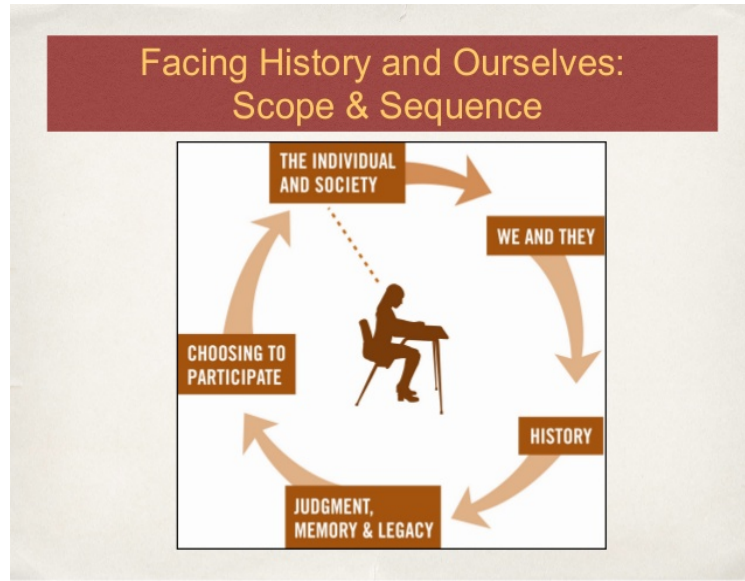 Facing History and Ourselves:
Scope & Sequence
THE INDIVIDUAL
AND SOCIETY
WE AND THEY
HISTORY
JUDGMENT,
MEMORY & LEGACY
CHOOSING TO
PARTICIPATE